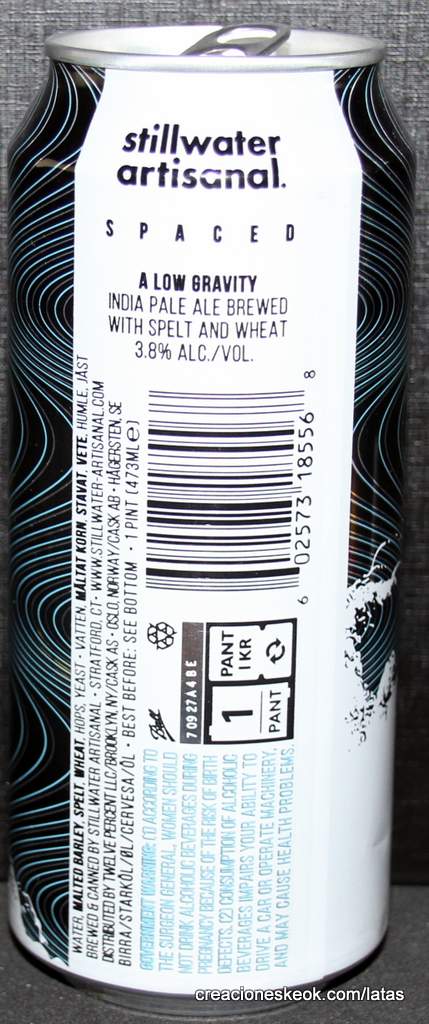 stillwater
artisanal.
SPACED
A LOW GRAVITY
INDIA PALE ALE BREWED
WITH SPELT AND WHEAT
3.8% ALC./VOL.
6 02573 18556 8
WATER, MALTED BARLEY, SPELT, WHEAT, HOPS, YEAST • VATTEN, MÄLTAT KORN, STAVAT, VETE, HUMLE, JÄST
BREWED & CANNED BY STILLWATER ARTISANAL • STRATFORD, CT • WWW.STILLWATER-ARTISANAL.COM
DISTRIBUTED BY TWELVE PERCENT LLC/BROOKLYN, NY/CASK AS • OSLO, NORWAY/CASK AB • HÄGERSTEN, SE
BIRRA/STARKÖL/ØL/CERVESA/ÖL • BEST BEFORE: SEE BOTTOM • 1 PINT (473ML℮)
Ball
7 0927A4BE
PANT
1 KR
1
PANT
GOVERNMENT WARNING: (1) ACCORDING TO
THE SURGEON GENERAL, WOMEN SHOULD
NOT DRINK ALCOHOLIC BEVERAGES DURING
PREGNANCY BECAUSE OF THE RISK OF BIRTH
DEFECTS. (2) CONSUMPTION OF ALCOHOLIC
BEVERAGES IMPAIRS YOUR ABILITY TO
DRIVE A CAR OR OPERATE MACHINERY,
AND MAY CAUSE HEALTH PROBLEMS.
creacioneskeok.com/latas